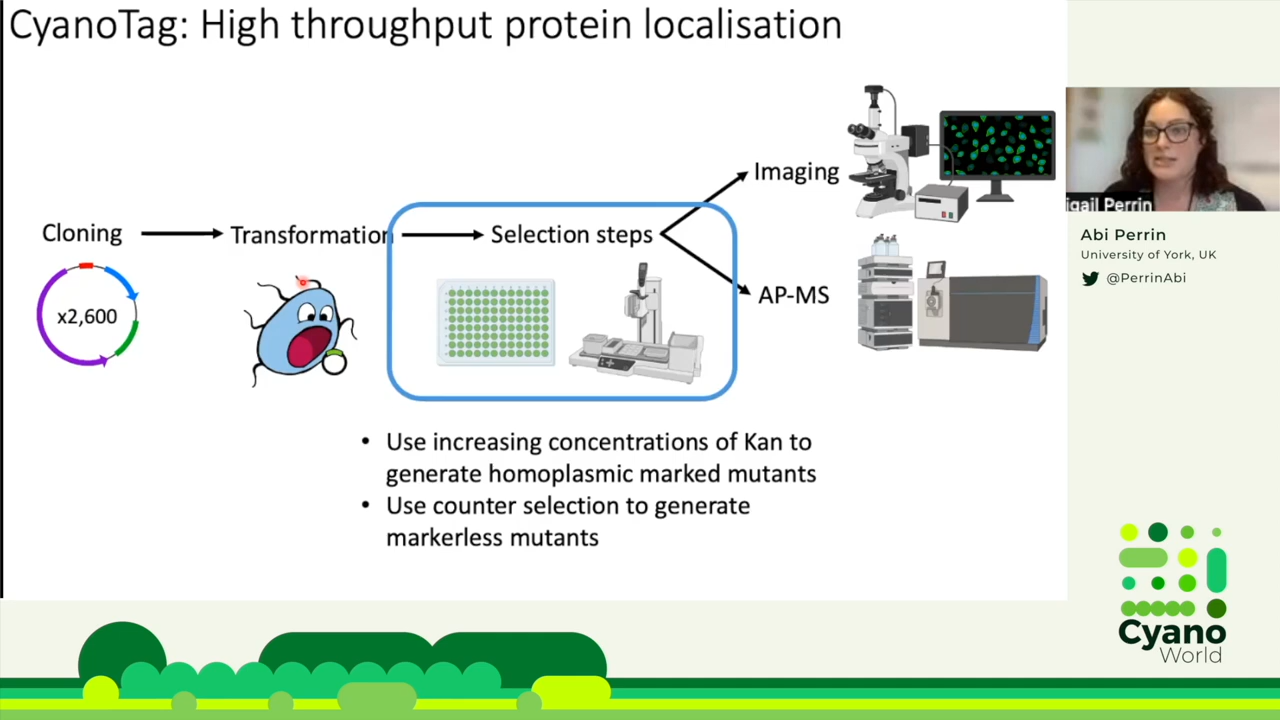 CyanoTag: High throughput protein localisation
Imaging
Cloning
Transformation
Selection steps
x2,600
AP-MS
• Use increasing concentrations of Kan to
generate homoplasmic marked mutants
• Use counter selection to generate
markerless mutants
igail Perrin
Abi Perrin
University of York, UK
@PerrinAbi
Cyano
World